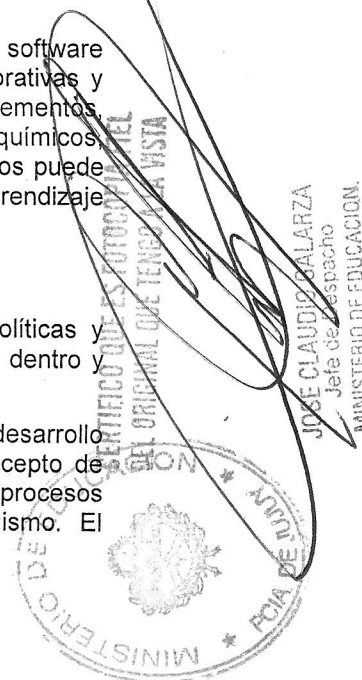 software
orativas y
ementos,
químicos,
os puede
rendizaje
olíticas y
dentro y
desarrollo
cepto de
procesos
ismo. El
CERTIFICO QUE ES FOTOCOPIA DEL
DEL ORIGINAL QUE TENGO A LA VISTA
JOSE CLAUDIO GALARZA
Jefe de Despacho
MINISTERIO DE EDUCACION.
MINISTERIO DE EDUCACION
PCIA DE JUJUY